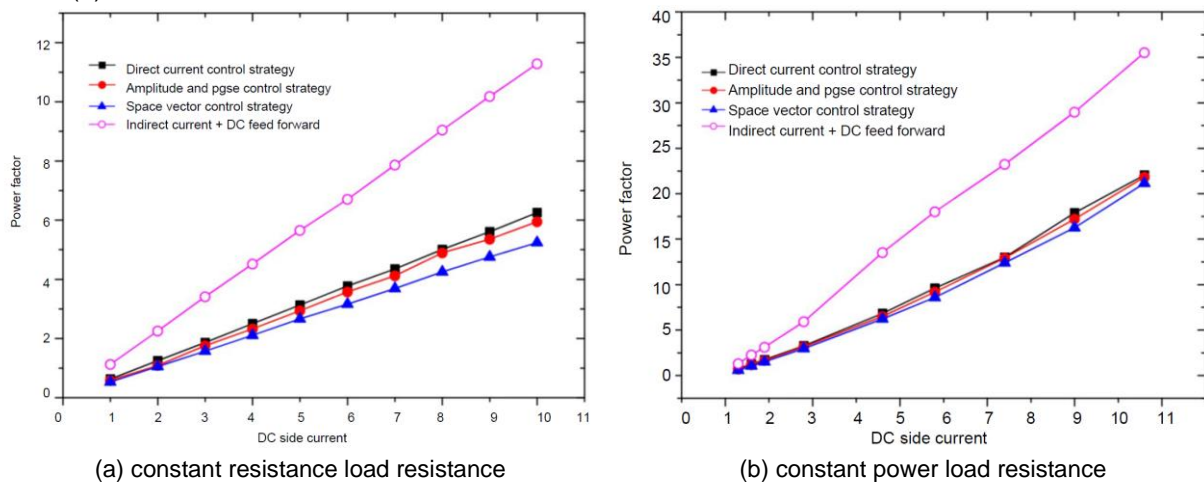 12
10
8
6
4
2
0
Power factor
Direct current control strategy
Amplitude and pgse control strategy
Space vector control strategy
Indirect current + DC feed forward
0 1 2 3 4 5 6 7 8 9 10 11
DC side current
(a) constant resistance load resistance
40
35
30
25
20
15
10
5
0
Power factor
Direct current control strategy
Amplitude and pgse control strategy
Space vector control strategy
Indirect current + DC feed forward
0 1 2 3 4 5 6 7 8 9 10 11
DC side current
(b) constant power load resistance